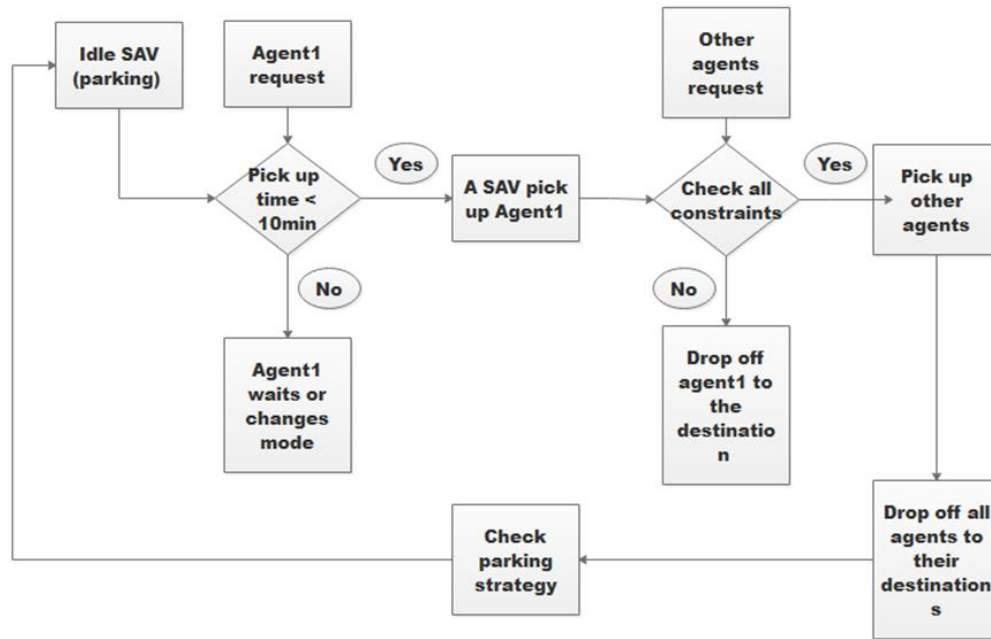 Idle SAV
(parking)
Agent1
request
Other
agents
request
Pick up
time <
10min
Yes
A SAV pick
up Agent1
Check all
constraints
Yes
Pick up
other
agents
No
No
Agent1
waits or
changes
mode
Drop off
agent1 to
the
destinatio
n
Check
parking
strategy
Drop off all
agents to
their
destination
s